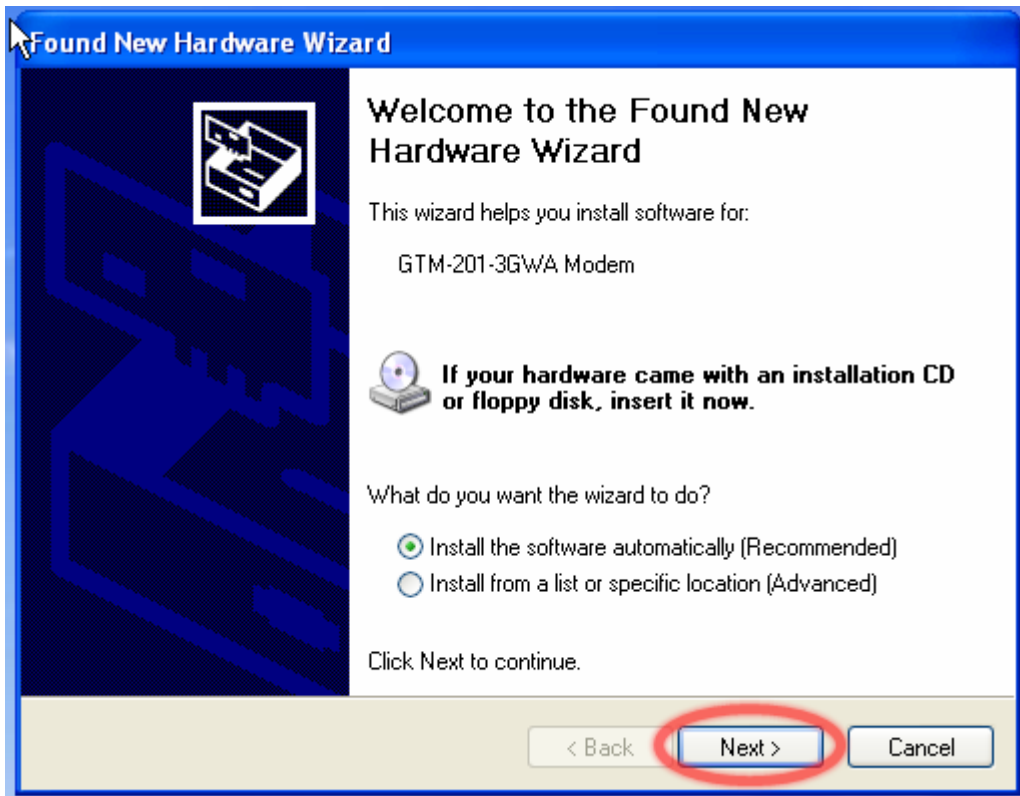 Found New Hardware Wizard
Welcome to the Found New
Hardware Wizard
This wizard helps you install software for:
GTM-201-3GWA Modem
If your hardware came with an installation CD
or floppy disk, insert it now.
What do you want the wizard to do?
Install the software automatically (Recommended)
Install from a list or specific location (Advanced)
Click Next to continue.
< Back Next > Cancel